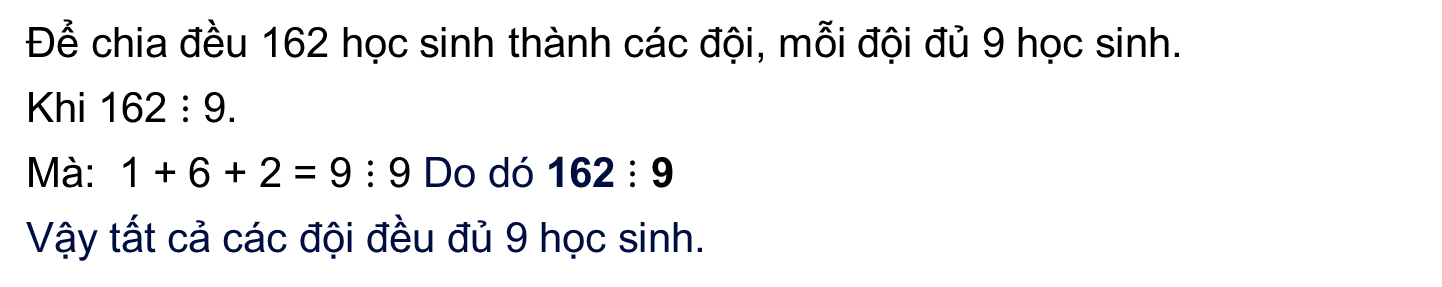 Để chia đều 162 học sinh thành các đội, mỗi đội đủ 9 học sinh.
Khi 162 ⋮ 9.
Mà: 1 + 6 + 2 = 9 ⋮ 9 Do dó 162 ⋮ 9
Vậy tất cả các đội đều đủ 9 học sinh.